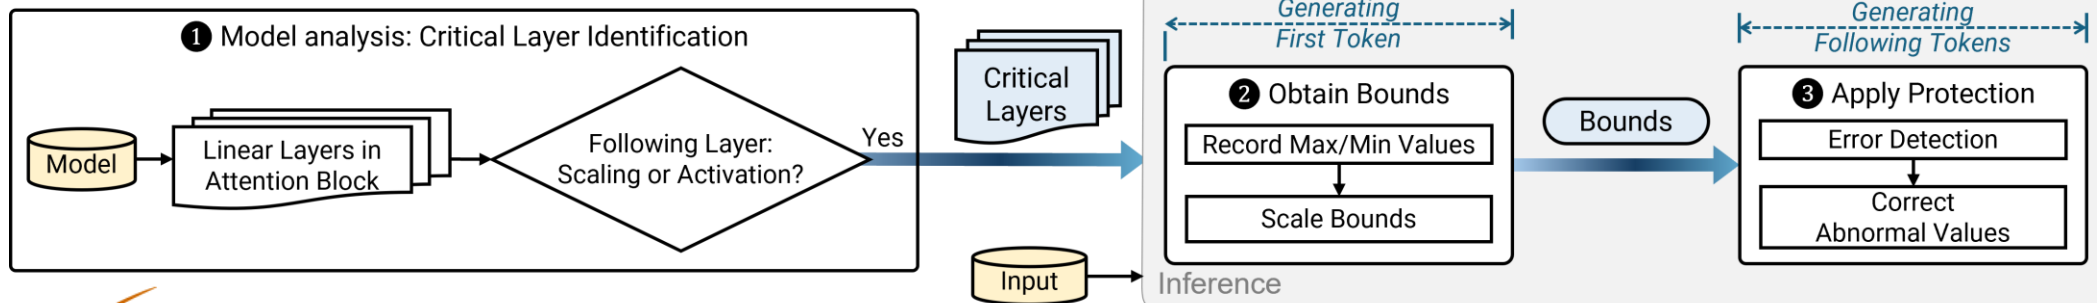 ❶ Model analysis: Critical Layer Identification
Model
Linear Layers in
Attention Block
Following Layer:
Scaling or Activation?
Yes
Critical
Layers
Input
Inference
Generating
First Token
❷ Obtain Bounds
Record Max/Min Values
Scale Bounds
Bounds
Generating
Following Tokens
❸ Apply Protection
Error Detection
Correct
Abnormal Values